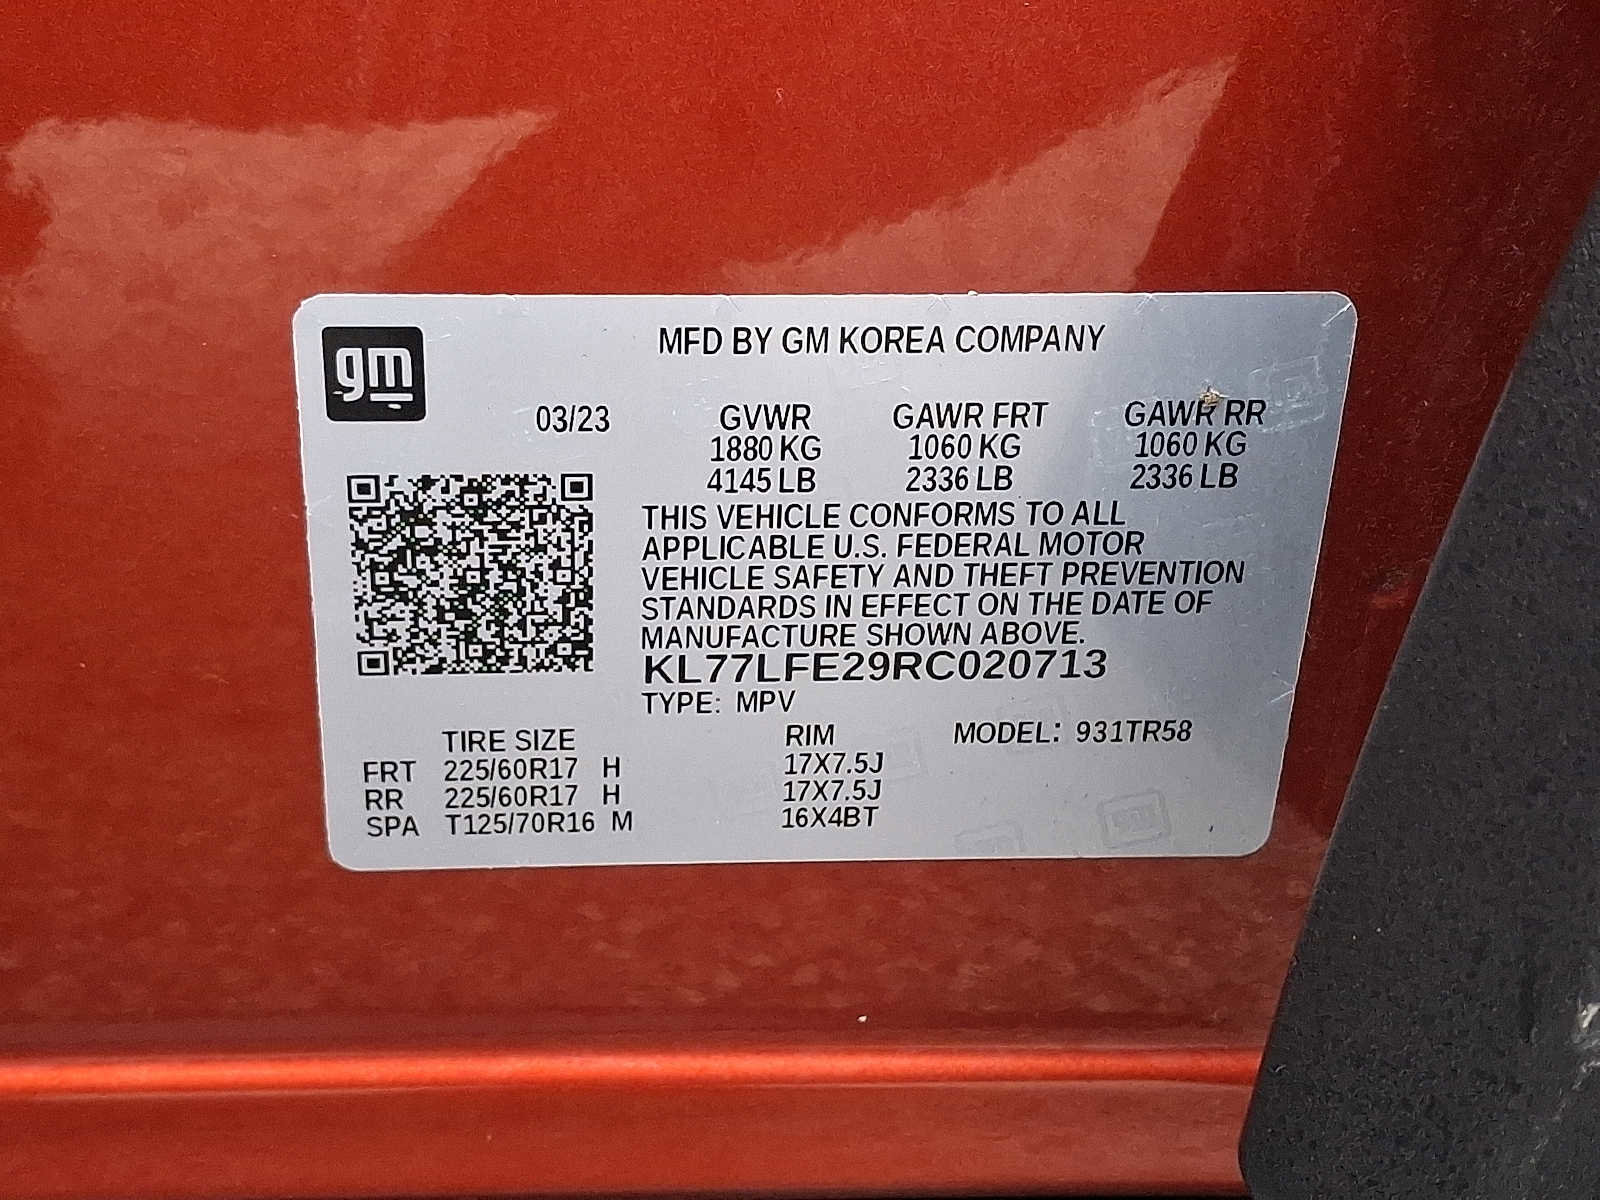 gm
MFD BY GM KOREA COMPANY
03/23 GVWR GAWR FRT GAWR RR
1880 KG 1060 KG 1060 KG
4145 LB 2336 LB 2336 LB
THIS VEHICLE CONFORMS TO ALL
APPLICABLE U.S. FEDERAL MOTOR
VEHICLE SAFETY AND THEFT PREVENTION
STANDARDS IN EFFECT ON THE DATE OF
MANUFACTURE SHOWN ABOVE.
KL77LFE29RC020713
TYPE: MPV
TIRE SIZE RIM MODEL: 931TR58
FRT 225/60R17 H 17X7.5J
RR 225/60R17 H 17X7.5J
SPA T125/70R16 M 16X4BT